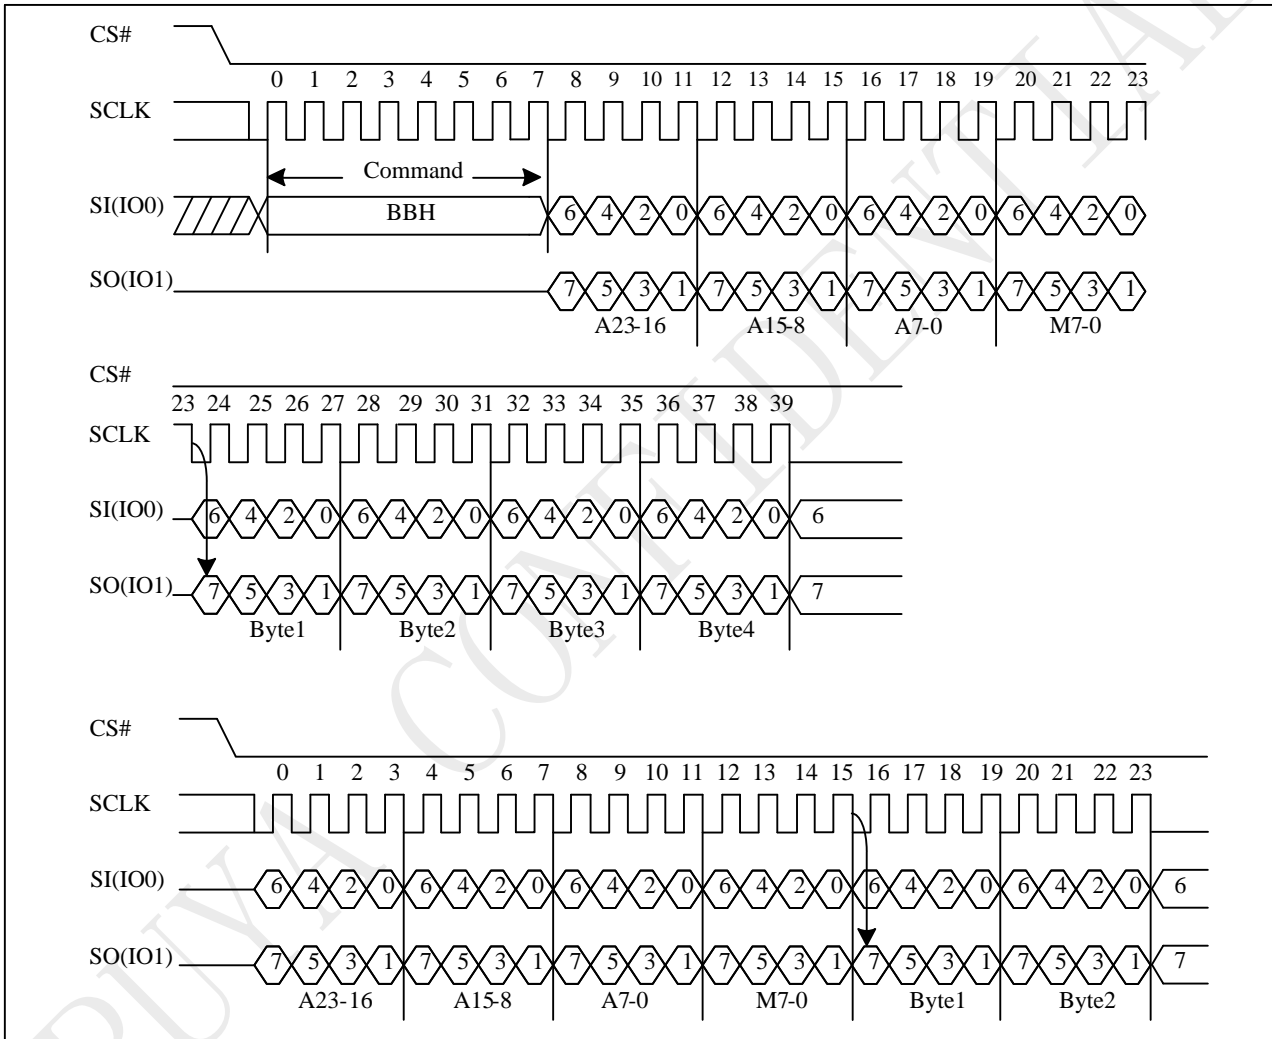 CS#
0 1 2 3 4 5 6 7 8 9 10 11 12 13 14 15 16 17 18 19 20 21 22 23
SCLK
Command
SI(IO0) BBH 6 4 2 0 6 4 2 0 6 4 2 0 6 4 2 0
SO(IO1) 7 5 3 1 7 5 3 1 7 5 3 1 7 5 3 1
A23-16 A15-8 A7-0 M7-0
CS#
23 24 25 26 27 28 29 30 31 32 33 34 35 36 37 38 39
SCLK
SI(IO0) 6 4 2 0 6 4 2 0 6 4 2 0 6 4 2 0 6
SO(IO1) 7 5 3 1 7 5 3 1 7 5 3 1 7 5 3 1 7
Byte1 Byte2 Byte3 Byte4
CS#
0 1 2 3 4 5 6 7 8 9 10 11 12 13 14 15 16 17 18 19 20 21 22 23
SCLK
SI(IO0) 6 4 2 0 6 4 2 0 6 4 2 0 6 4 2 0 6 4 2 0 6 4 2 0 6
SO(IO1) 7 5 3 1 7 5 3 1 7 5 3 1 7 5 3 1 7 5 3 1 7 5 3 1 7
A23-16 A15-8 A7-0 M7-0 Byte1 Byte2
PUYA CONFIDENTIAL